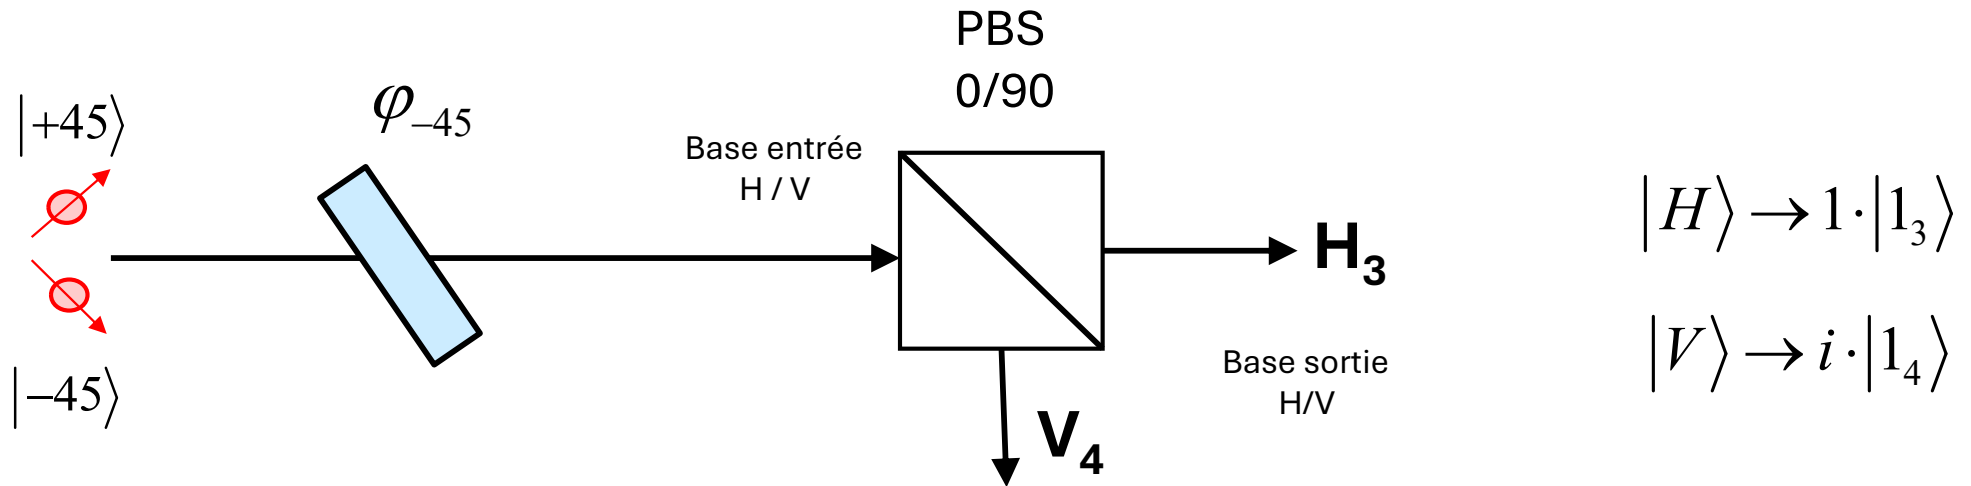 PBS
0/90
|+45⟩
φ₋₄₅
Base entrée
H / V
|−45⟩
H₃
V₄
Base sortie
H/V
|H⟩ → 1·|1₃⟩
|V⟩ → i·|1₄⟩